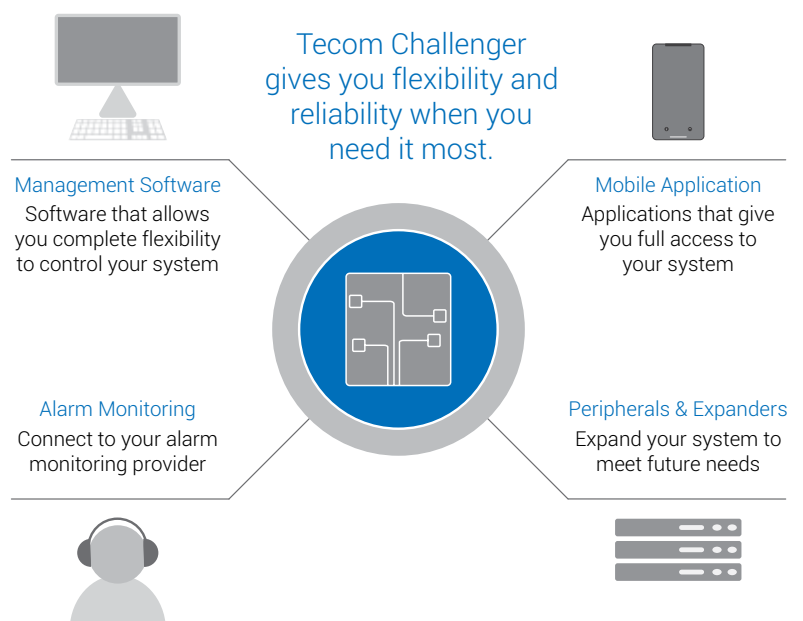 Tecom Challenger
gives you flexibility and
reliability when you
need it most.
Management Software
Software that allows
you complete flexibility
to control your system
Mobile Application
Applications that give
you full access to
your system
Alarm Monitoring
Connect to your alarm
monitoring provider
Peripherals & Expanders
Expand your system to
meet future needs